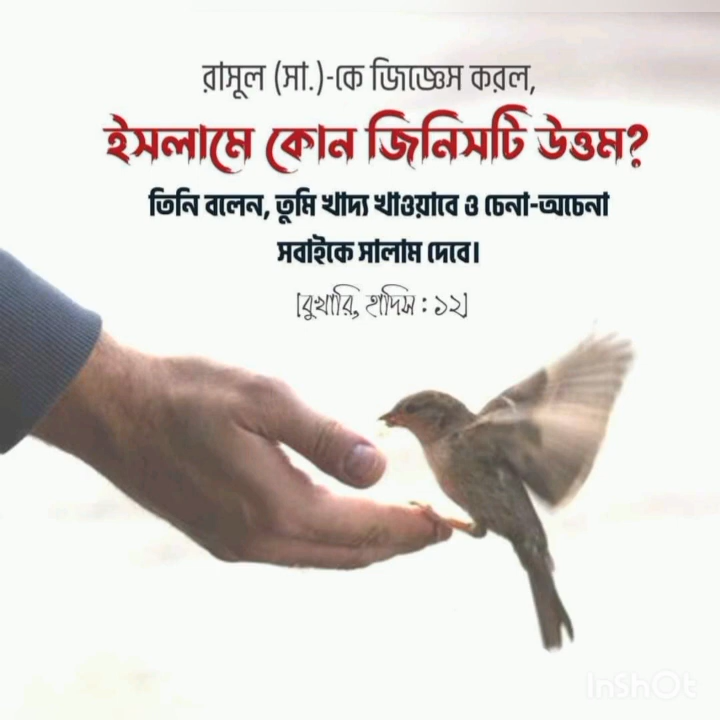 রাসূল (সা.)-কে জিজ্ঞেস করল,
ইসলামে কোন জিনিসটি উত্তম?
তিনি বলেন, তুমি খাদ্য খাওয়াবে ও চেনা-অচেনা
সবাইকে সালাম দেবে।
[বুখারি, হাদিস : ১২]
InShOt